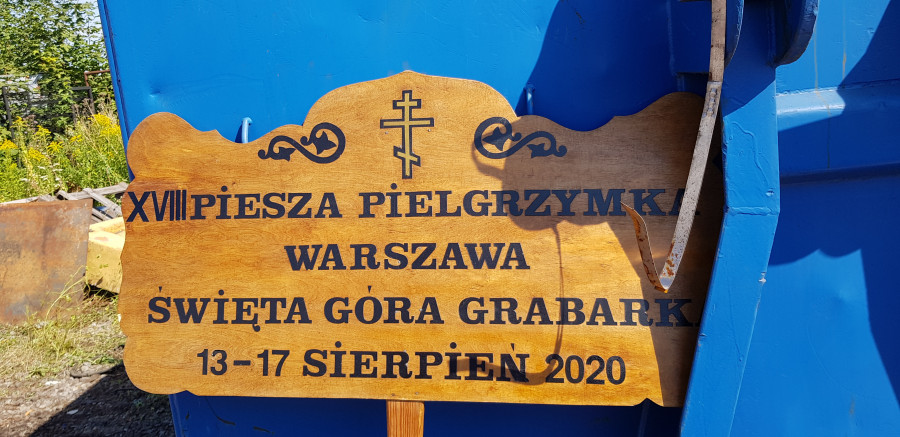 XVIII PIESZA PIELGRZYMKA
WARSZAWA
ŚWIĘTA GÓRA GRABARKA
13-17 SIERPIEŃ 2020